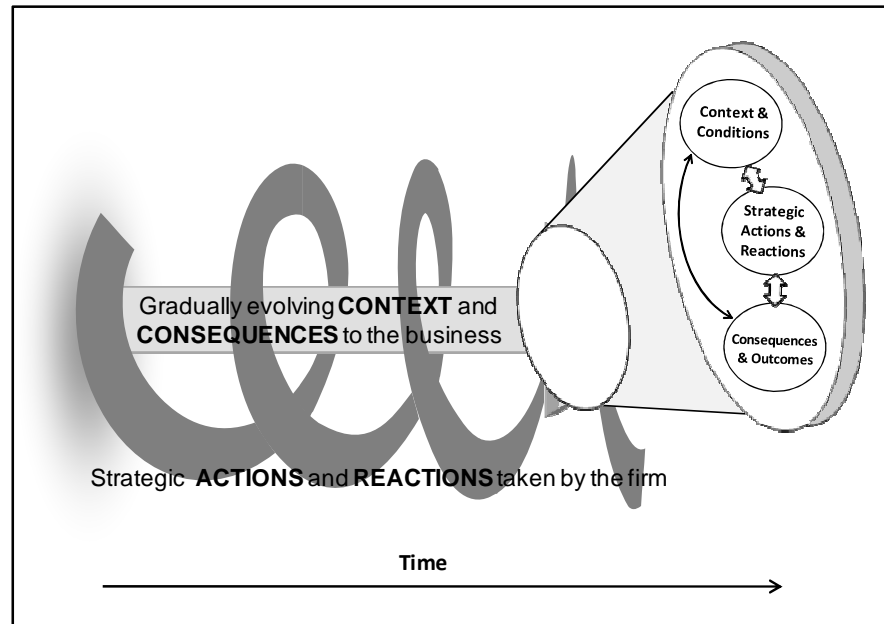 Context &
Conditions
Strategic
Actions &
Reactions
Consequences
& Outcomes
Gradually evolving CONTEXT and
CONSEQUENCES to the business
Strategic ACTIONS and REACTIONS taken by the firm
Time